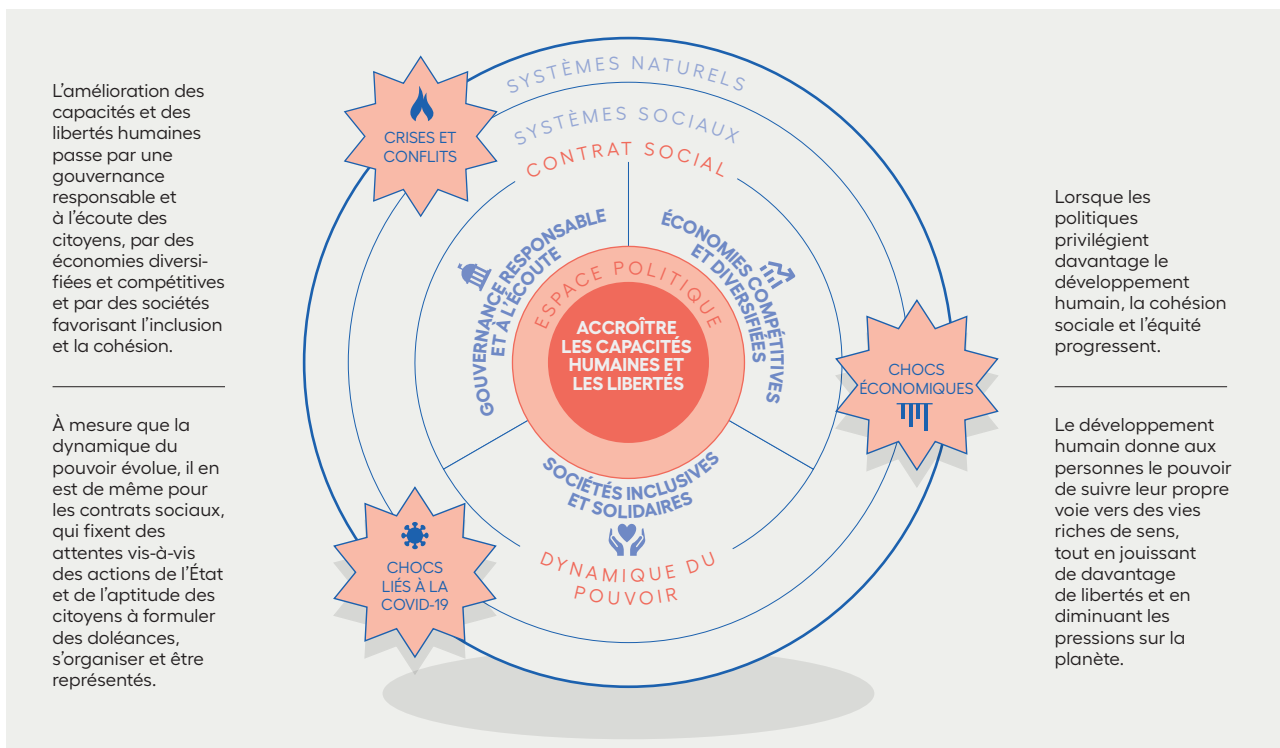 L'amélioration des
capacités et des
libertés humaines
passe par une
gouvernance
responsable et
à l'écoute des
citoyens, par des
économies diversi-
fiées et compétitives
et par des sociétés
favorisant l'inclusion
et la cohésion.
À mesure que la
dynamique du
pouvoir évolue, il en
est de même pour
les contrats sociaux,
qui fixent des
attentes vis-à-vis
des actions de l'État
et de l'aptitude des
citoyens à formuler
des doléances,
s'organiser et être
représentés.
SYSTÈMES NATURELS
SYSTÈMES SOCIAUX
CONTRAT SOCIAL
CRISES ET
CONFLITS
GOUVERNANCE RESPONSABLE
ET À L'ÉCOUTE
ÉCONOMIES COMPÉTITIVES
ET DIVERSIFIÉES
ESPACE POLITIQUE
ACCROÎTRE
LES CAPACITÉS
HUMAINES ET
LES LIBERTÉS
CHOCS
ÉCONOMIQUES
SOCIÉTÉS INCLUSIVES
ET SOLIDAIRES
DYNAMIQUE DU
POUVOIR
CHOCS
LIÉS À LA
COVID-19
Lorsque les
politiques
privilégient
davantage le
développement
humain, la cohésion
sociale et l'équité
progressent.
Le développement
humain donne aux
personnes le pouvoir
de suivre leur propre
voie vers des vies
riches de sens,
tout en jouissant
de davantage
de libertés et en
diminuant les
pressions sur la
planète.